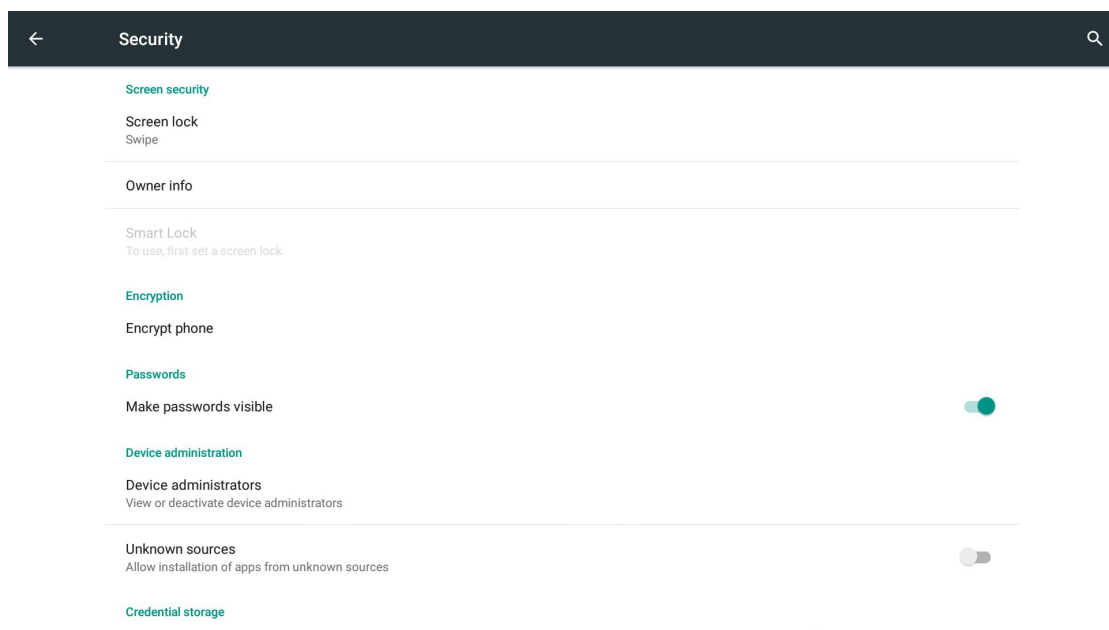 Security
Screen security
Screen lock
Swipe
Owner info
Smart Lock
To use, first set a screen lock
Encryption
Encrypt phone
Passwords
Make passwords visible
Device administration
Device administrators
View or deactivate device administrators
Unknown sources
Allow installation of apps from unknown sources
Credential storage